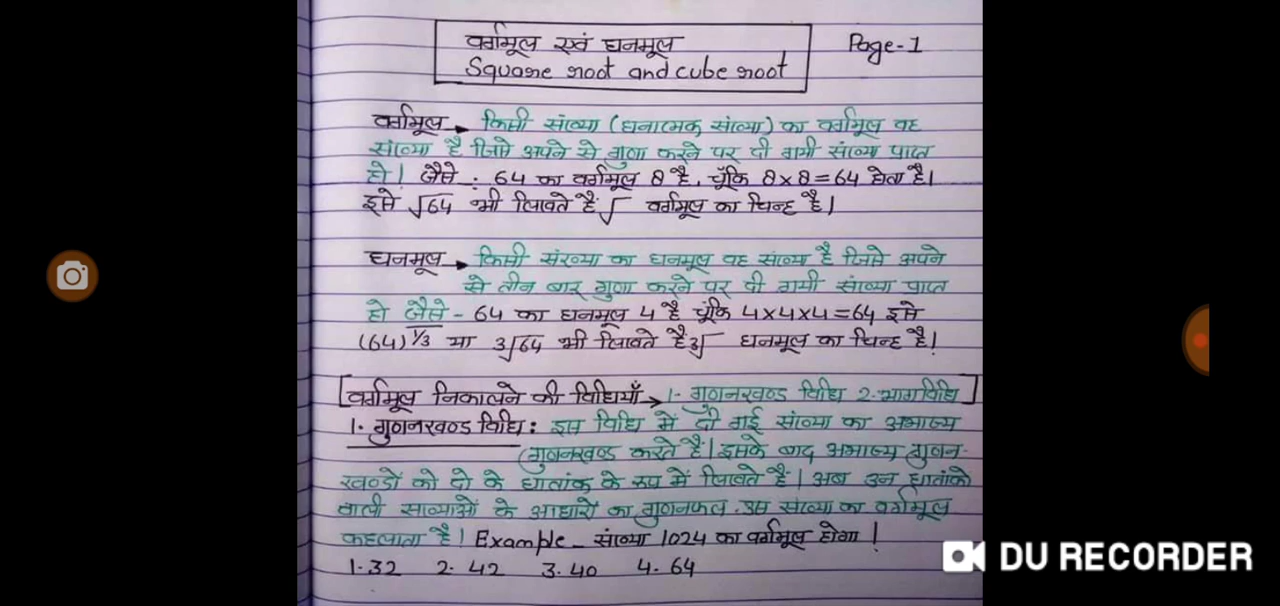 वर्गमूल एवं घनमूल
Page-1
Square root and cube root
वर्गमूल → किसी संख्या (धनात्मक संख्या) का वर्गमूल वह
संख्या है जिसे अपने से गुणा करने पर दी गयी संख्या प्राप्त
हो। जैसे : 64 का वर्गमूल 8 है, चूँकि 8×8=64 होता है।
इसे √64 भी लिखते हैं √ वर्गमूल का चिन्ह है।
घनमूल → किसी संख्या का घनमूल वह संख्या है जिसे अपने
से तीन बार गुणा करने पर दी गयी संख्या प्राप्त
हो जैसे - 64 का घनमूल 4 है चूँकि 4×4×4=64 इसे
(64)^1/3 या 3√64 भी लिखते हैं 3√ घनमूल का चिन्ह है।
[वर्गमूल निकालने की विधियाँ → 1- गुणनखण्ड विधि 2- भागविधि]
1. गुणनखण्ड विधि : इस विधि में दी गई संख्या का अभाज्य
गुणनखण्ड करते हैं। इसके बाद अभाज्य गुणन-
खण्डों को दो के घातांक के रूप में लिखते हैं। अब उन घातांको
वाली संख्याओं के आधारों का गुणनफल उस संख्या का वर्गमूल
कहलाता है। Example - संख्या 1024 का वर्गमूल होगा।
1-32 2- 42 3- 40 4- 64
DU RECORDER